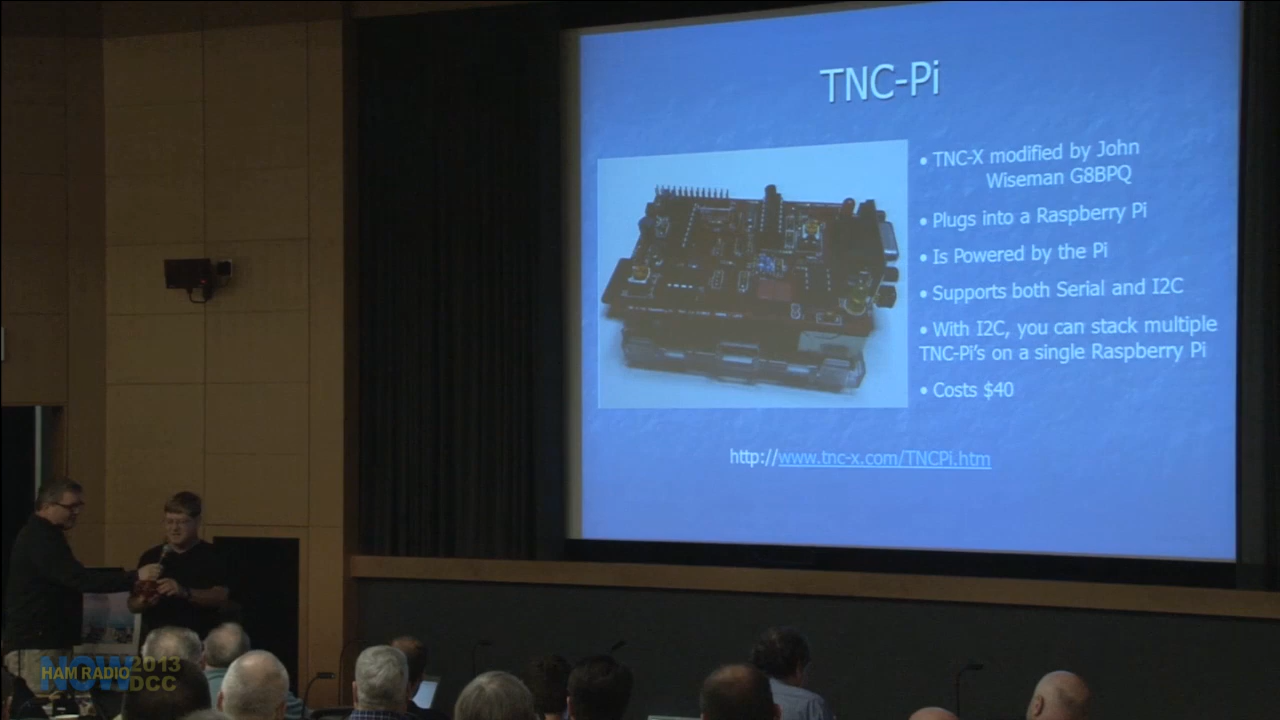 TNC-Pi
• TNC-X modified by John
Wiseman G8BPQ
• Plugs into a Raspberry Pi
• Is Powered by the Pi
• Supports both Serial and I2C
• With I2C, you can stack multiple
TNC-Pi's on a single Raspberry Pi
• Costs $40
http://www.tnc-x.com/TNCPi.htm
HAM RADIO
NOW
2013
DCC